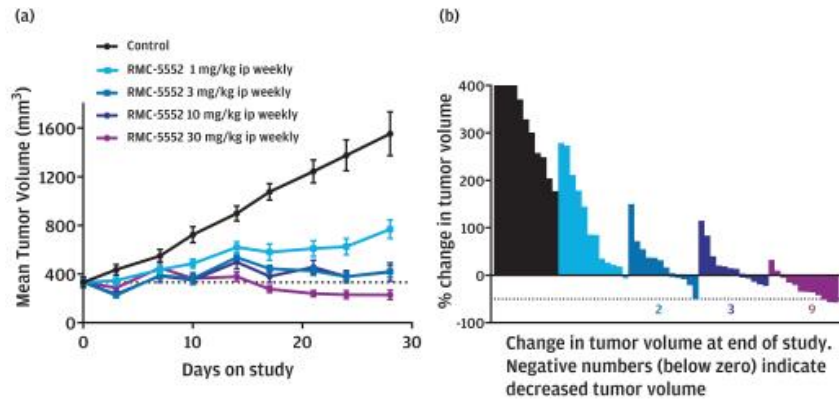 (a)
Control
RMC-5552 1 mg/kg ip weekly
RMC-5552 3 mg/kg ip weekly
RMC-5552 10 mg/kg ip weekly
RMC-5552 30 mg/kg ip weekly
Mean Tumor Volume (mm³)
1600
1200
800
400
0
0
10
20
30
Days on study
(b)
% change in tumor volume
400
300
200
100
0
-100
2
3
9
Change in tumor volume at end of study.
Negative numbers (below zero) indicate
decreased tumor volume